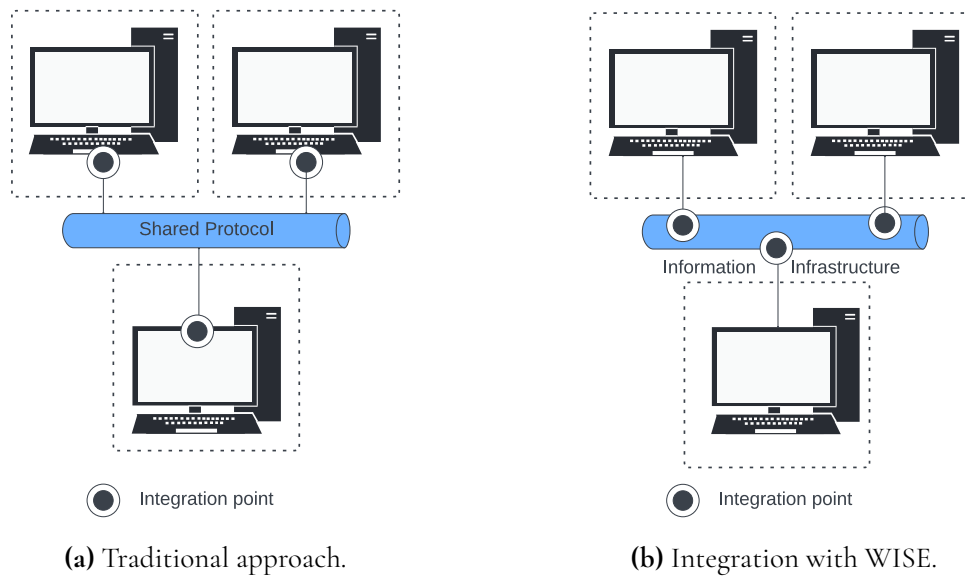 Shared Protocol
Integration point
(a) Traditional approach.
Information Infrastructure
Integration point
(b) Integration with WISE.